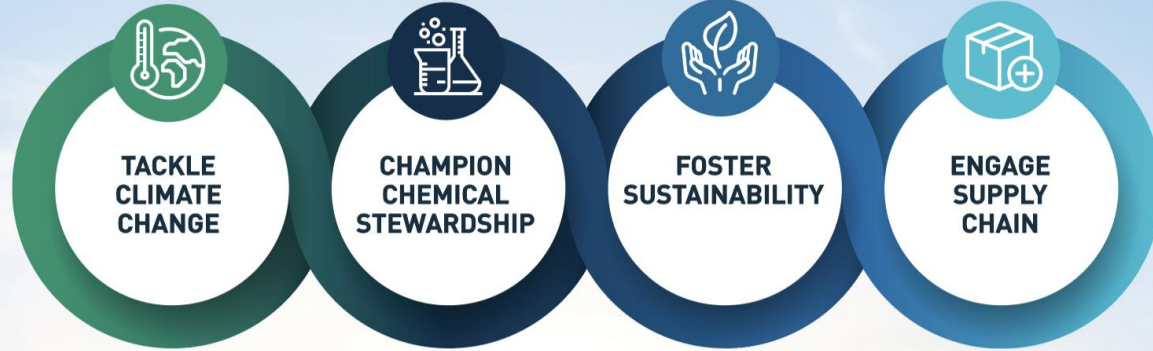 TACKLE
CLIMATE
CHANGE
CHAMPION
CHEMICAL
STEWARDSHIP
FOSTER
SUSTAINABILITY
ENGAGE
SUPPLY
CHAIN